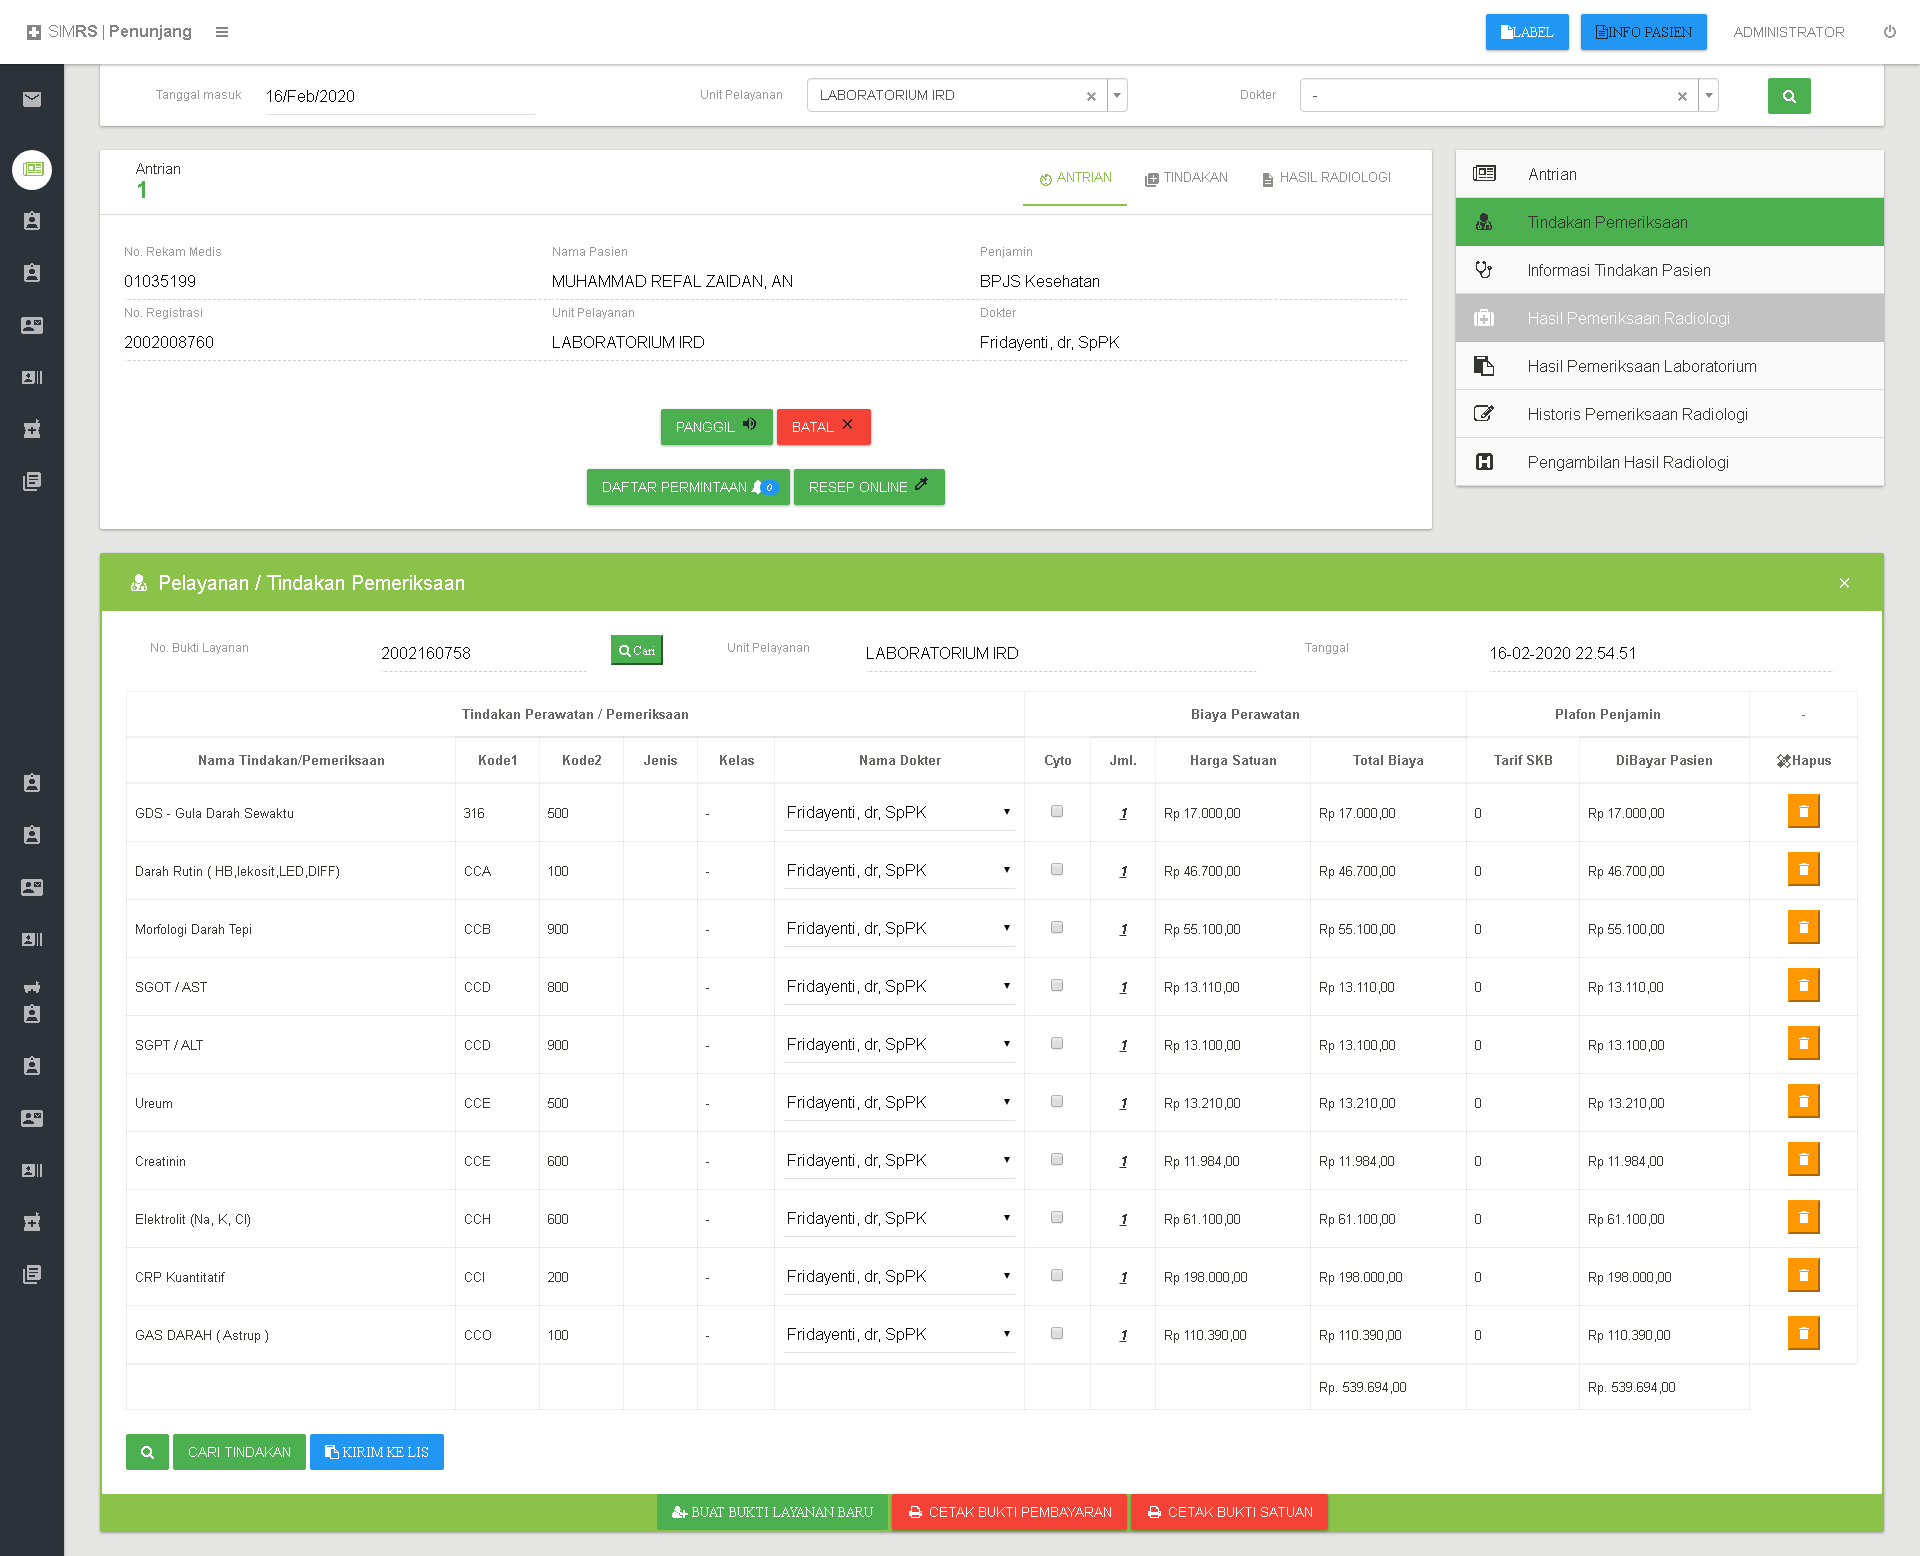 SIMRS | Penunjang
LABEL
INFO PASIEN
ADMINISTRATOR
Tanggal masuk 16/Feb/2020 Unit Pelayanan LABORATORIUM IRD Dokter -
Antrian
1
ANTRIAN TINDAKAN HASIL RADIOLOGI
No. Rekam Medis Nama Pasien Penjamin
01035199 MUHAMMAD REFAL ZAIDAN, AN BPJS Kesehatan
No. Registrasi Unit Pelayanan Dokter
2002008760 LABORATORIUM IRD Fridayenti, dr, SpPK
PANGGIL BATAL
DAFTAR PERMINTAAN 0 RESEP ONLINE
Antrian
Tindakan Pemeriksaan
Informasi Tindakan Pasien
Hasil Pemeriksaan Radiologi
Hasil Pemeriksaan Laboratorium
Historis Pemeriksaan Radiologi
Pengambilan Hasil Radiologi
Pelayanan / Tindakan Pemeriksaan
No. Bukti Layanan 2002160758 Cari Unit Pelayanan LABORATORIUM IRD Tanggal 16-02-2020 22.54.51
Tindakan Perawatan / Pemeriksaan Biaya Perawatan Plafon Penjamin -
Nama Tindakan/Pemeriksaan Kode1 Kode2 Jenis Kelas Nama Dokter Cyto Jml. Harga Satuan Total Biaya Tarif SKB DiBayar Pasien Hapus
GDS - Gula Darah Sewaktu 316 500 - Fridayenti, dr, SpPK 1 Rp 17.000,00 Rp 17.000,00 0 Rp 17.000,00
Darah Rutin ( HB,lekosit,LED,DIFF) CCA 100 - Fridayenti, dr, SpPK 1 Rp 46.700,00 Rp 46.700,00 0 Rp 46.700,00
Morfologi Darah Tepi CCB 900 - Fridayenti, dr, SpPK 1 Rp 55.100,00 Rp 55.100,00 0 Rp 55.100,00
SGOT / AST CCD 800 - Fridayenti, dr, SpPK 1 Rp 13.110,00 Rp 13.110,00 0 Rp 13.110,00
SGPT / ALT CCD 900 - Fridayenti, dr, SpPK 1 Rp 13.100,00 Rp 13.100,00 0 Rp 13.100,00
Ureum CCE 500 - Fridayenti, dr, SpPK 1 Rp 13.210,00 Rp 13.210,00 0 Rp 13.210,00
Creatinin CCE 600 - Fridayenti, dr, SpPK 1 Rp 11.984,00 Rp 11.984,00 0 Rp 11.984,00
Elektrolit (Na, K, Cl) CCH 600 - Fridayenti, dr, SpPK 1 Rp 61.100,00 Rp 61.100,00 0 Rp 61.100,00
CRP Kuantitatif CCI 200 - Fridayenti, dr, SpPK 1 Rp 198.000,00 Rp 198.000,00 0 Rp 198.000,00
GAS DARAH ( Astrup ) CCO 100 - Fridayenti, dr, SpPK 1 Rp 110.390,00 Rp 110.390,00 0 Rp 110.390,00
Rp. 539.694,00 Rp. 539.694,00
CARI TINDAKAN KIRIM KE LIS
BUAT BUKTI LAYANAN BARU CETAK BUKTI PEMBAYARAN CETAK BUKTI SATUAN